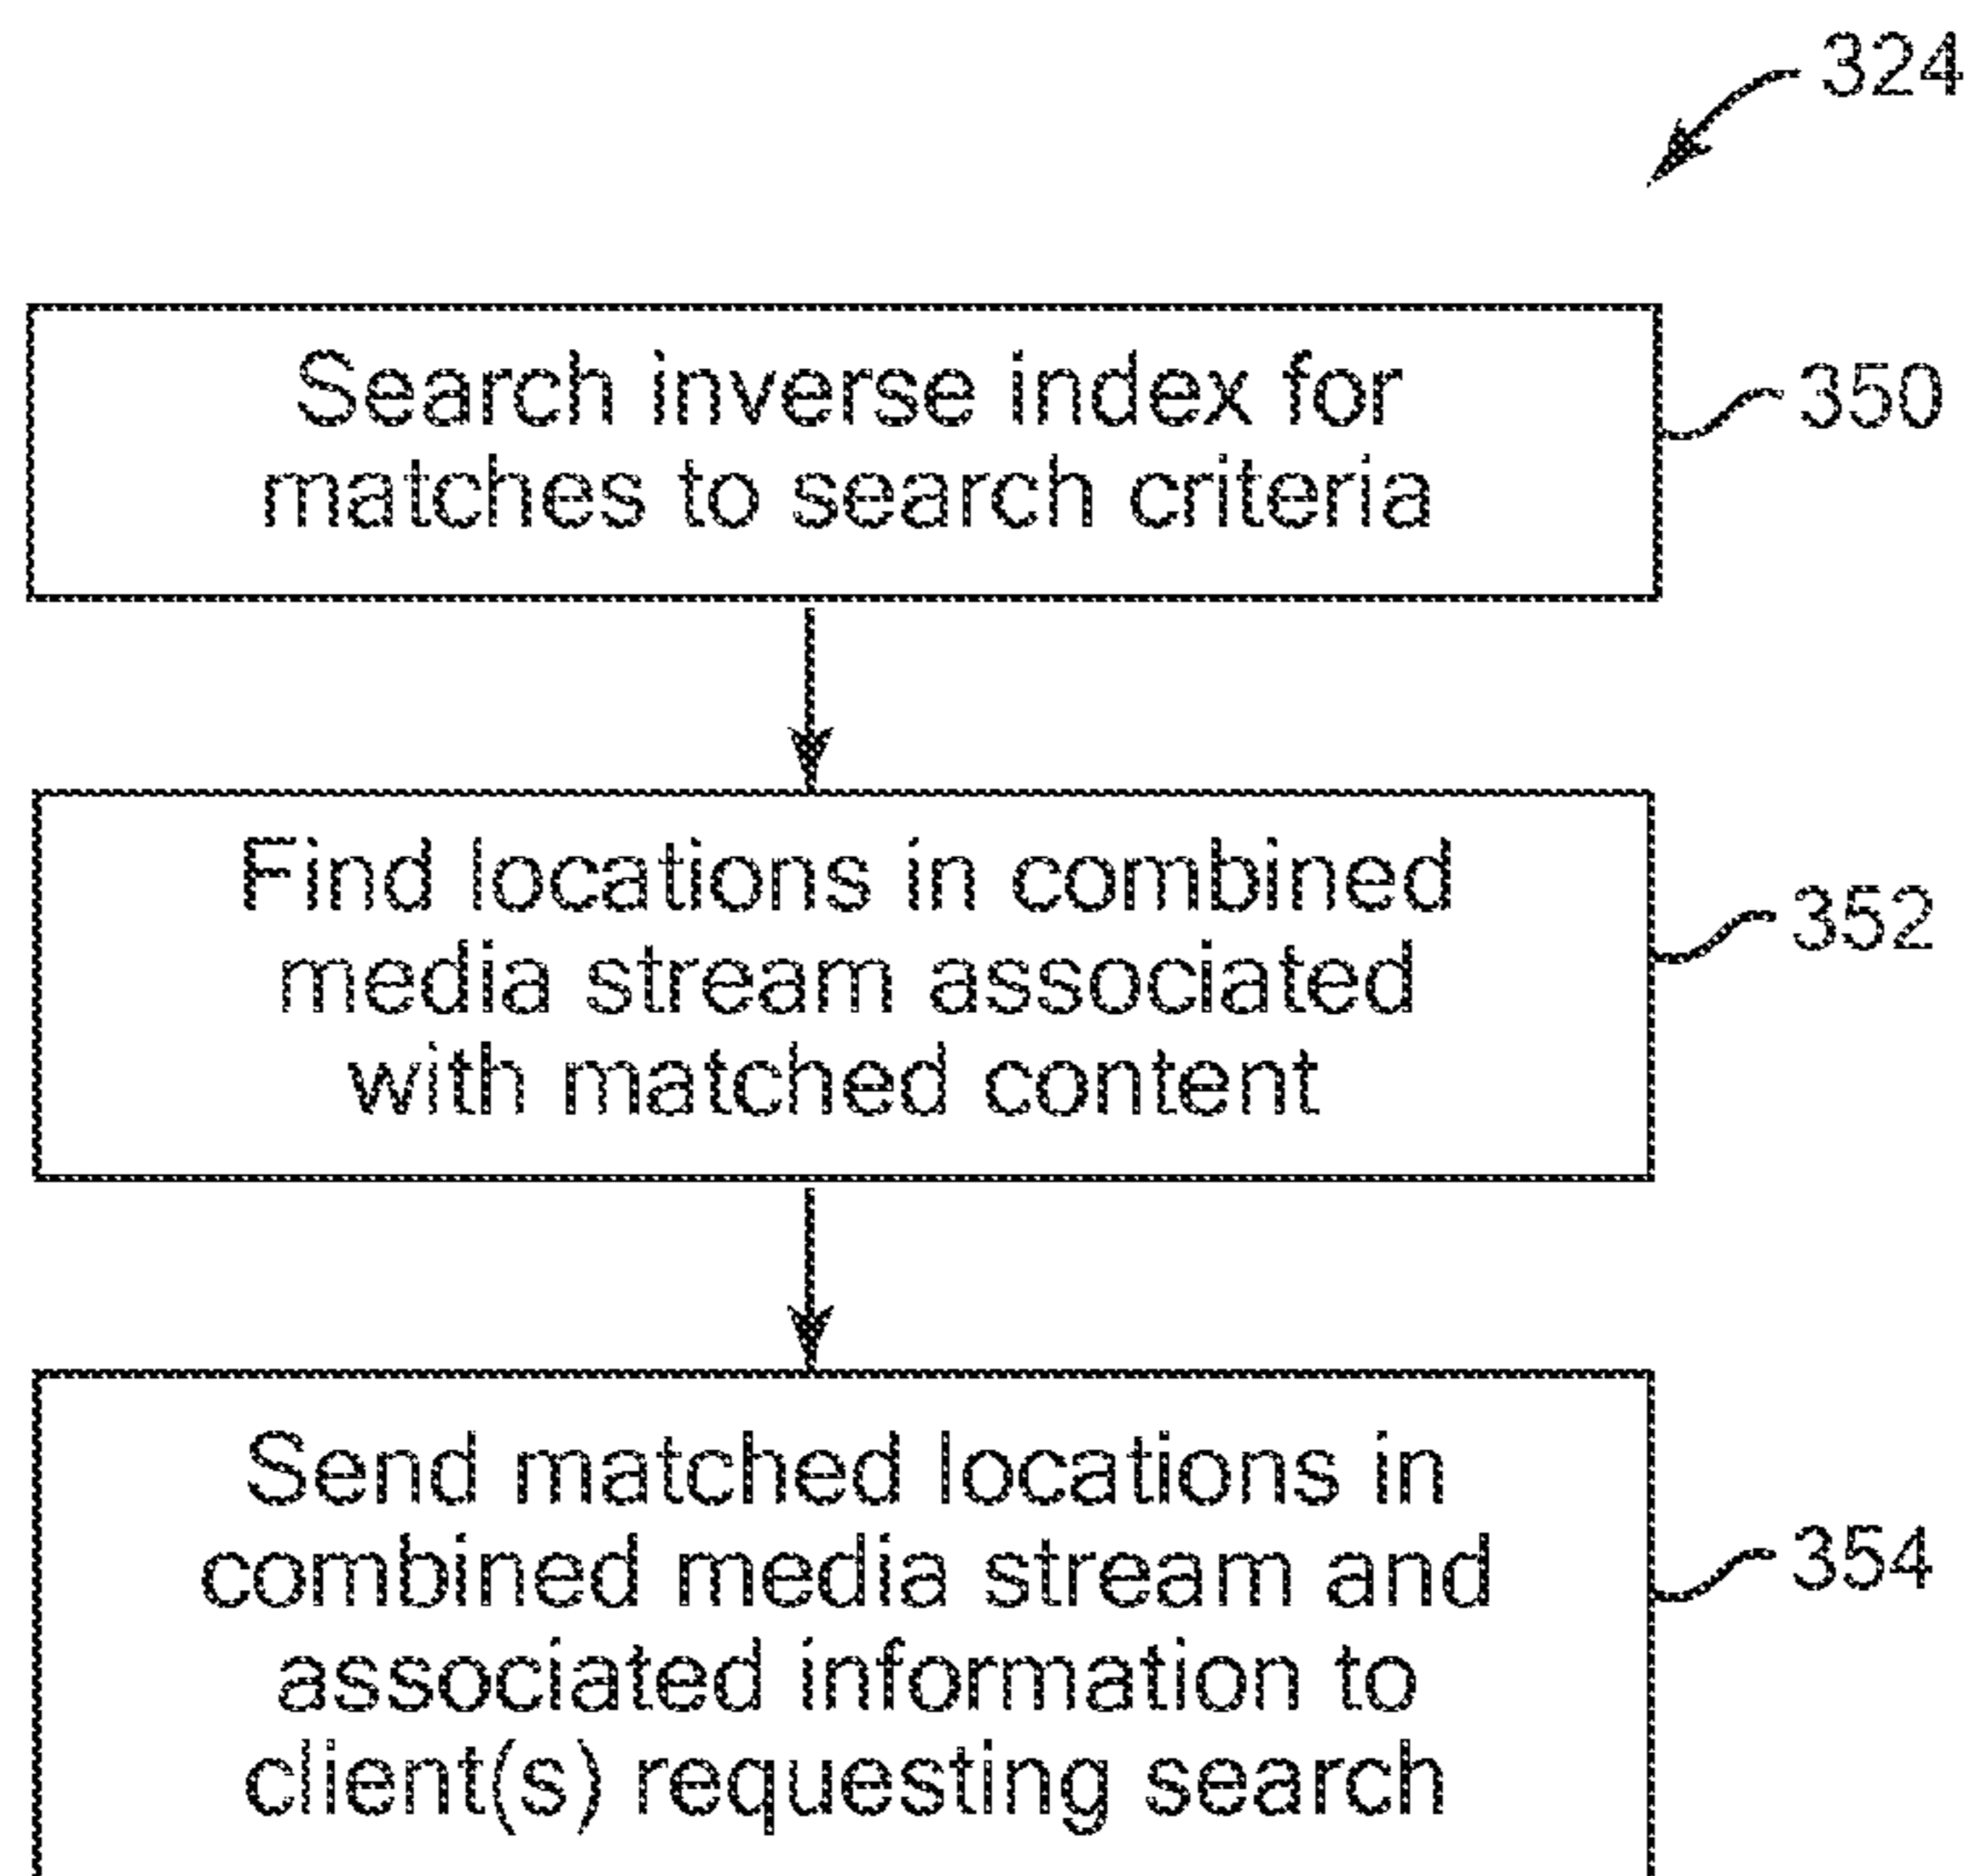 324
Search inverse index for
matches to search criteria
350
Find locations in combined
media stream associated
with matched content
352
Send matched locations in
combined media stream and
associated information to
client(s) requesting search
354